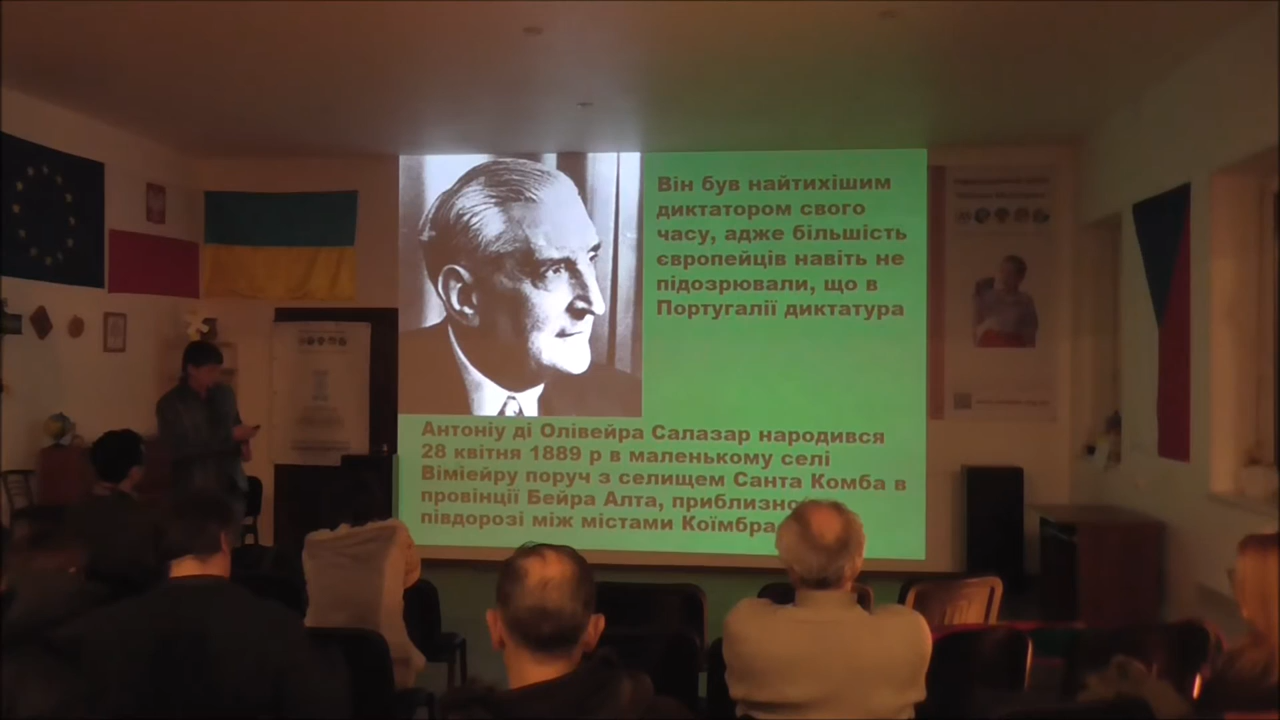 Він був найтихішим
диктатором свого
часу, адже більшість
європейців навіть не
підозрювали, що в
Португалії диктатура
Антоніу ді Олівейра Салазар народився
28 квітня 1889 р в маленькому селі
Віміейру поруч з селищем Санта Комба в
провінції Бейра Алта, приблизно
півдорозі між містами Коїмбра